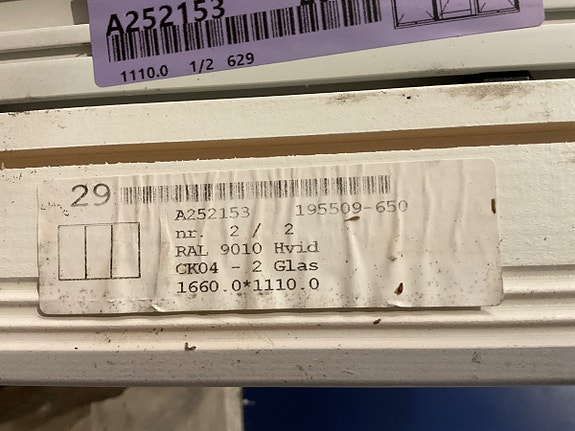 A252153
1110.0 1/2 629
29
A252153 195509-650
nr. 2 / 2
RAL 9010 Hvid
CK04 - 2 Glas
1660.0*1110.0